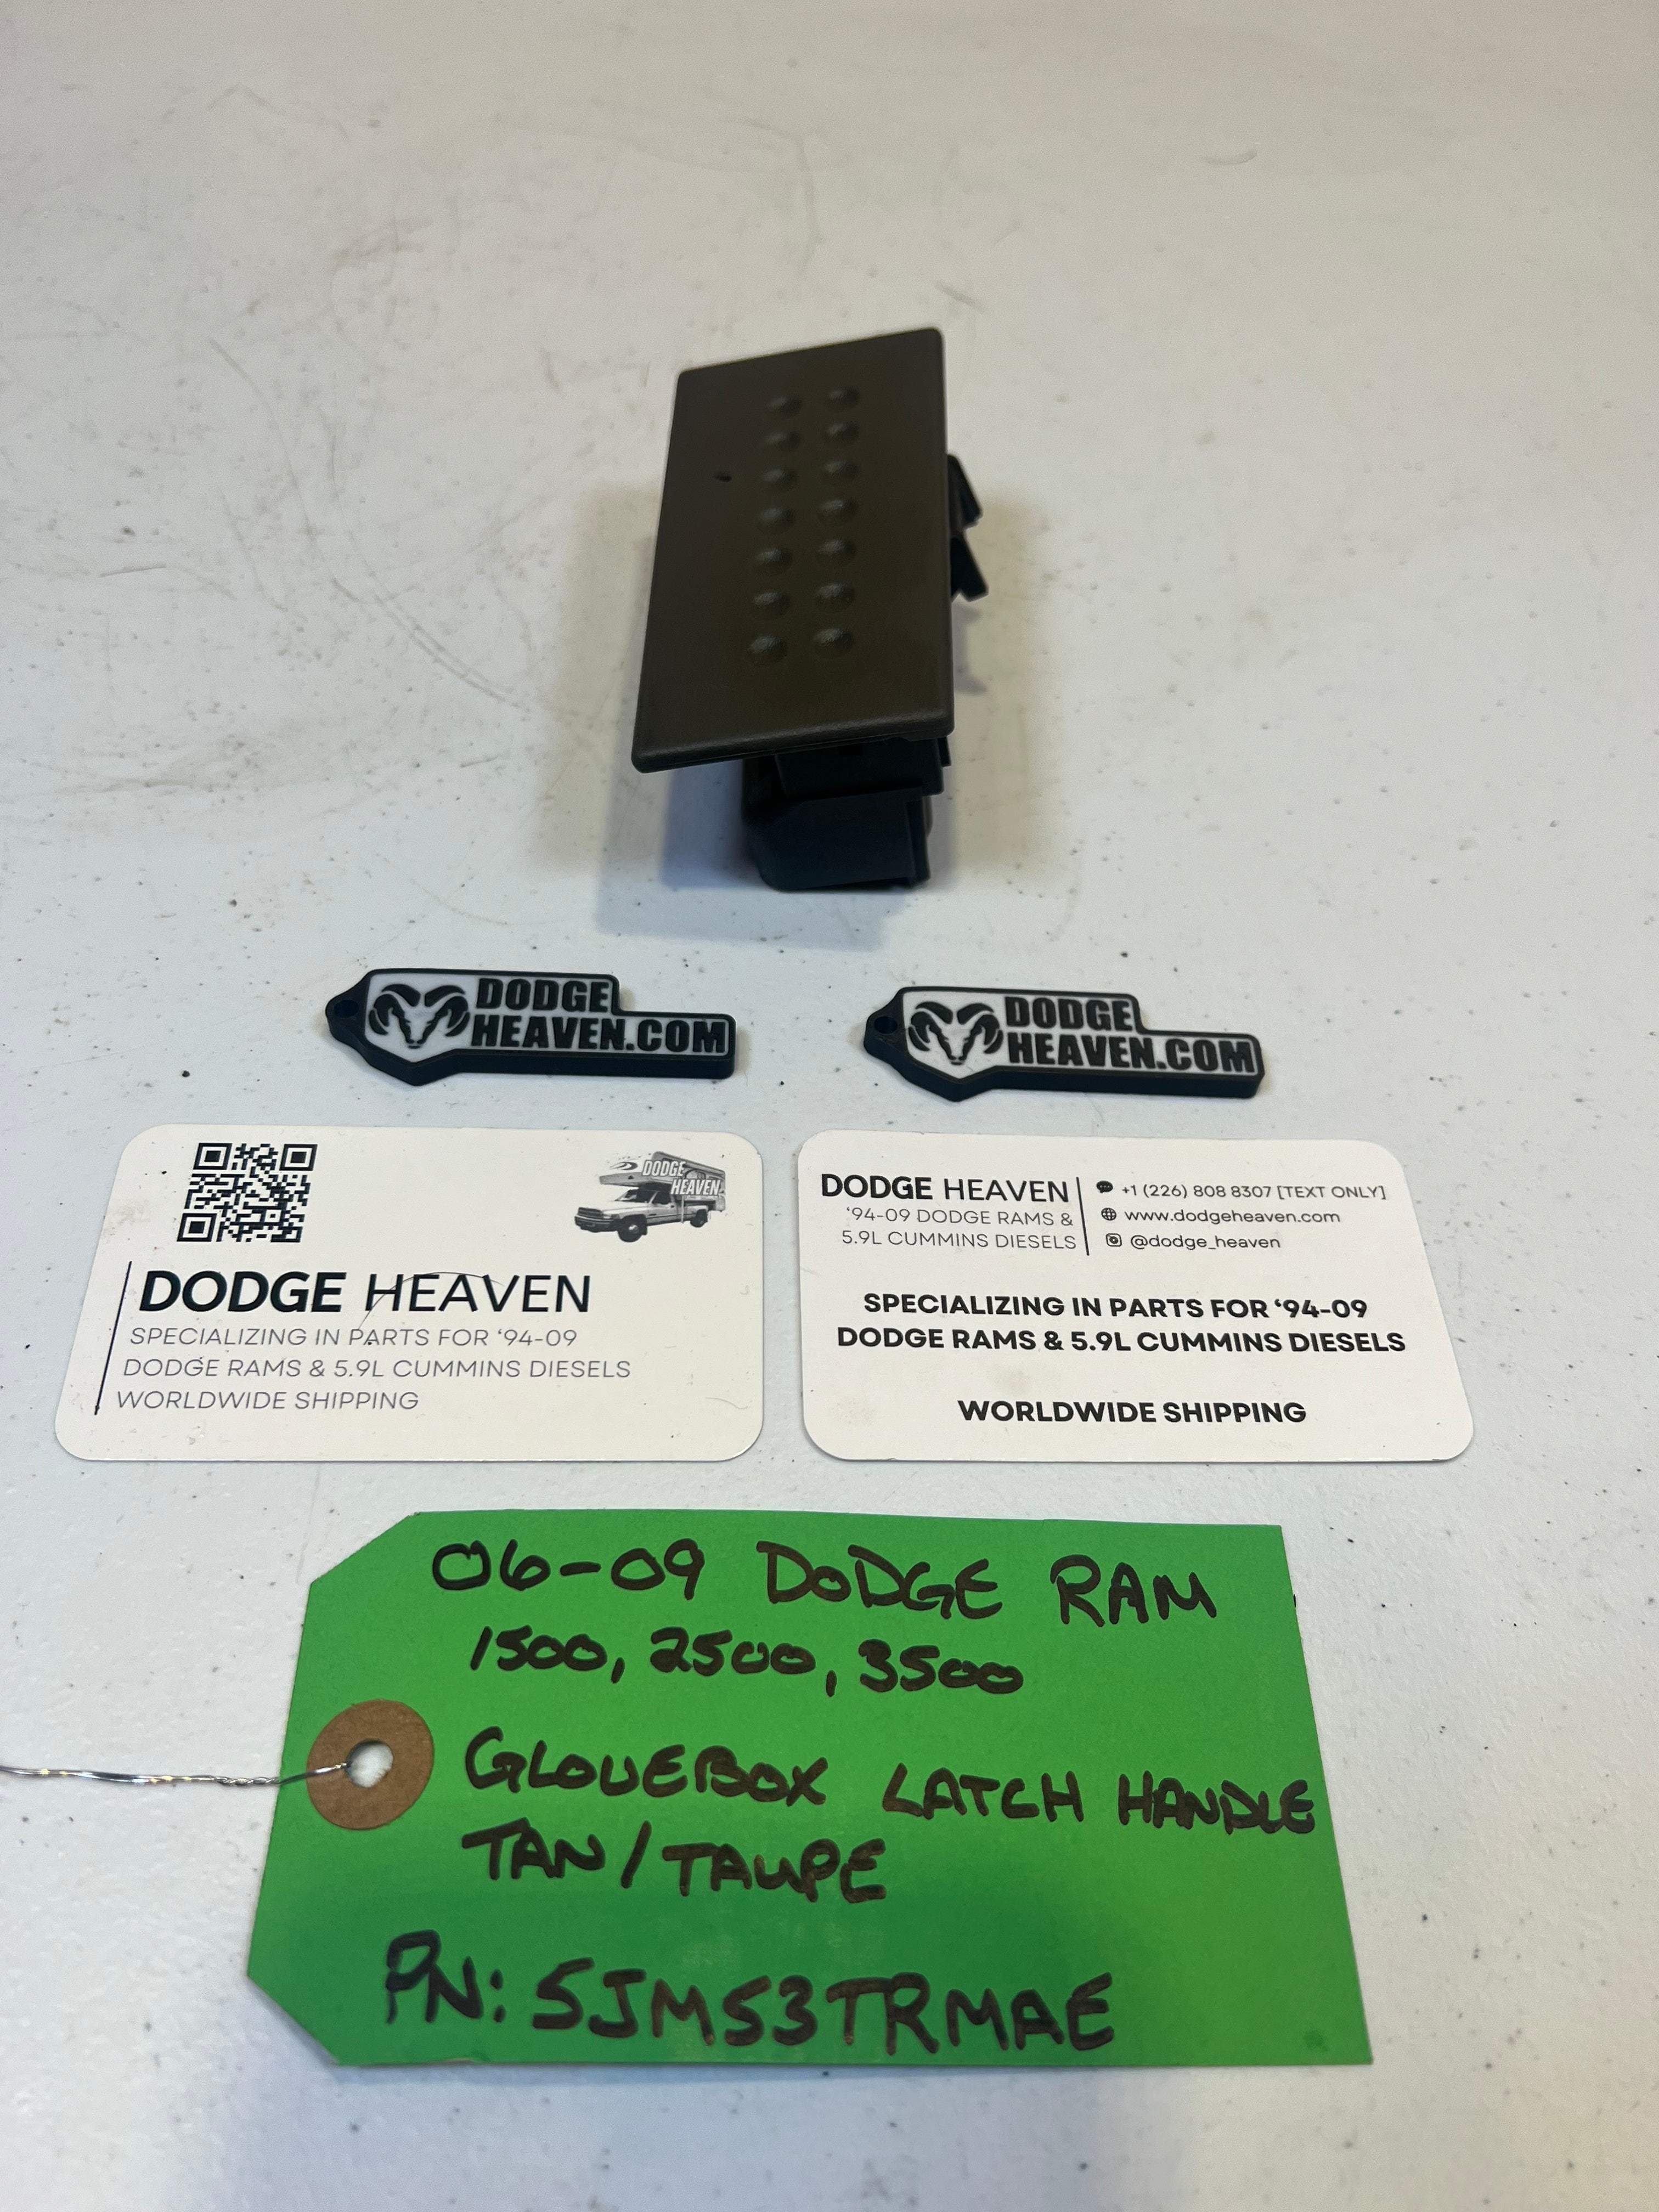 DODGE
HEAVEN.COM
DODGE
HEAVEN.COM
DODGE
HEAVEN
DODGE HEAVEN
SPECIALIZING IN PARTS FOR ‘94-09
DODGE RAMS & 5.9L CUMMINS DIESELS
WORLDWIDE SHIPPING
DODGE HEAVEN
‘94-09 DODGE RAMS &
5.9L CUMMINS DIESELS
+1 (226) 808 8307 [TEXT ONLY]
www.dodgeheaven.com
@dodge_heaven
SPECIALIZING IN PARTS FOR ‘94-09
DODGE RAMS & 5.9L CUMMINS DIESELS
WORLDWIDE SHIPPING
06-09 DODGE RAM
1500, 2500, 3500
GLOVEBOX LATCH HANDLE
TAN/TAUPE
PN: 5JM53TRMAE